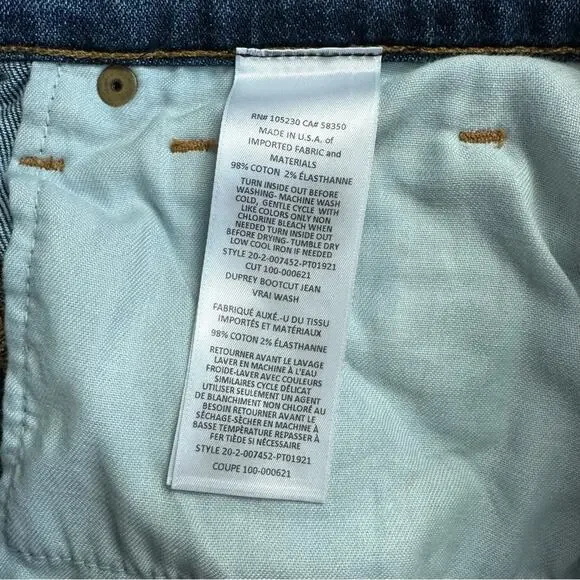 RN# 105230 CA# 58350
MADE IN U.S.A. of
IMPORTED FABRIC and
MATERIALS
98% COTON 2% ÉLASTHANNE
TURN INSIDE OUT BEFORE
WASHING- MACHINE WASH
COLD, GENTLE CYCLE WITH
LIKE COLORS ONLY NON
CHLORINE BLEACH WHEN
NEEDED TURN INSIDE OUT
BEFORE DRYING- TUMBLE DRY
LOW COOL IRON IF NEEDED
STYLE 20-2-007452-PT01921
CUT 100-000621
DUPREY BOOTCUT JEAN
VRAI WASH
FABRIQUÉ AUXÉ.-U DU TISSU
IMPORTÉS ET MATÉRIAUX
98% COTON 2% ÉLASTHANNE
RETOURNER AVANT LE LAVAGE
LAVER EN MACHINE À L'EAU
FROIDE-LAVER AVEC COULEURS
SIMILAIRES CYCLE DÉLICAT
UTILISER SEULEMENT UN AGENT
DE BLANCHIMENT NON CHLORÉ AU
BESOIN RETOURNER AVANT LE
SÉCHAGE-SÉCHER EN MACHINE À
BASSE TEMPÉRATURE REPASSER À
FER TIÈDE SI NÉCESSAIRE
STYLE 20-2-007452-PT01921
COUPE 100-000621